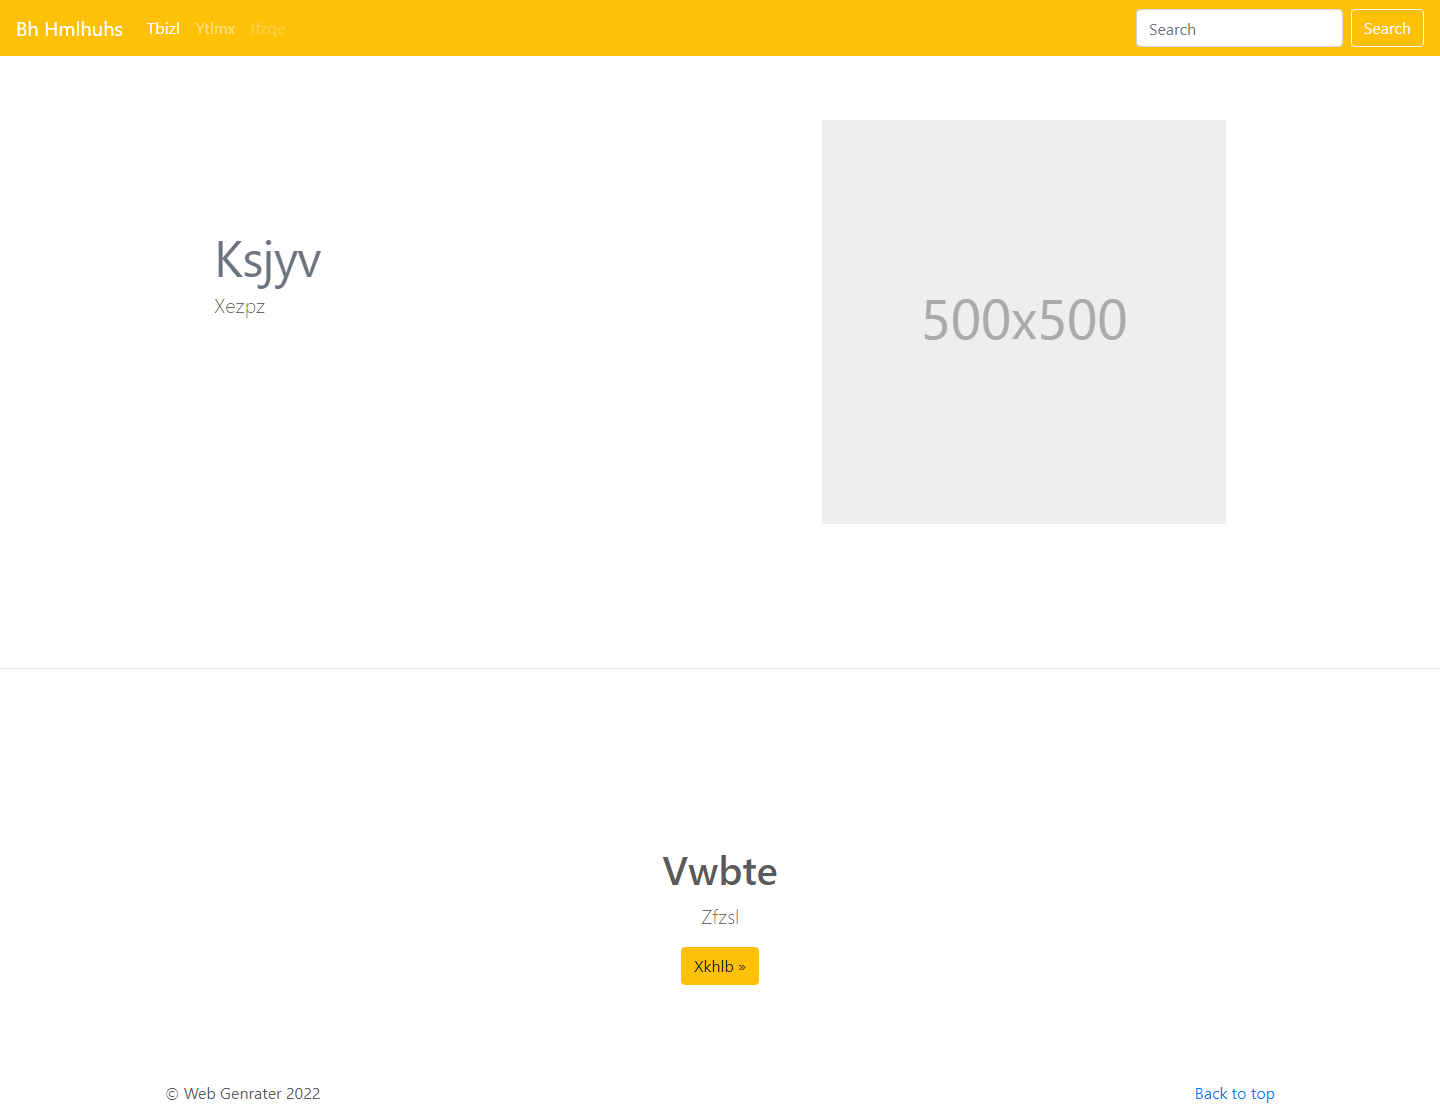 Bh Hmlhuhs Tbizl Ytlmx Ifzqe Search Search
500x500
Ksjyv
Xezpz
Vwbte
Zfzsl
Xkhlb »
© Web Genrater 2022 Back to top